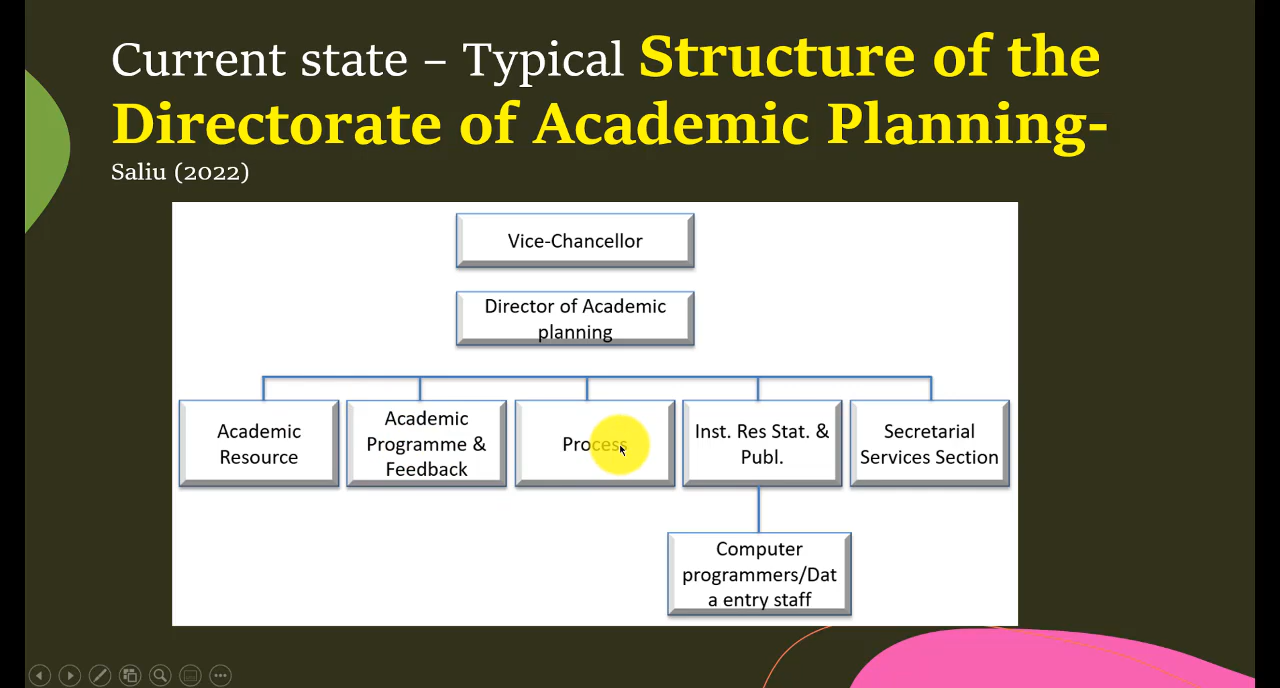 Current state – Typical Structure of the
Directorate of Academic Planning-
Saliu (2022)
Vice-Chancellor
Director of Academic
planning
Academic
Resource
Academic
Programme &
Feedback
Process
Inst. Res Stat. &
Publ.
Secretarial
Services Section
Computer
programmers/Dat
a entry staff